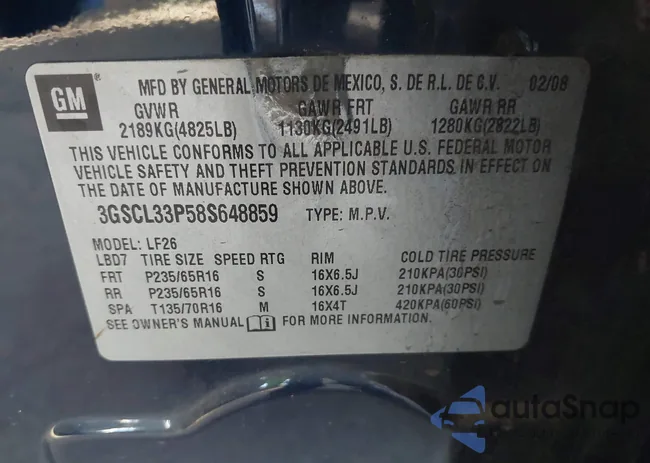 GM ®
MFD BY GENERAL MOTORS DE MEXICO, S. DE R.L. DE C.V. 02/08
GVWR GAWR FRT GAWR RR
2189KG(4825LB) 1130KG(2491LB) 1280KG(2822LB)
THIS VEHICLE CONFORMS TO ALL APPLICABLE U.S. FEDERAL MOTOR
VEHICLE SAFETY AND THEFT PREVENTION STANDARDS IN EFFECT ON
THE DATE OF MANUFACTURE SHOWN ABOVE.
3GSCL33P58S648859 TYPE: M.P.V.
MODEL: LF26
LBD7 TIRE SIZE SPEED RTG RIM COLD TIRE PRESSURE
FRT P235/65R16 S 16X6.5J 210KPA(30PSI)
RR P235/65R16 S 16X6.5J 210KPA(30PSI)
SPA T135/70R16 M 16X4T 420KPA(60PSI)
SEE OWNER'S MANUAL i FOR MORE INFORMATION.
autoSnap